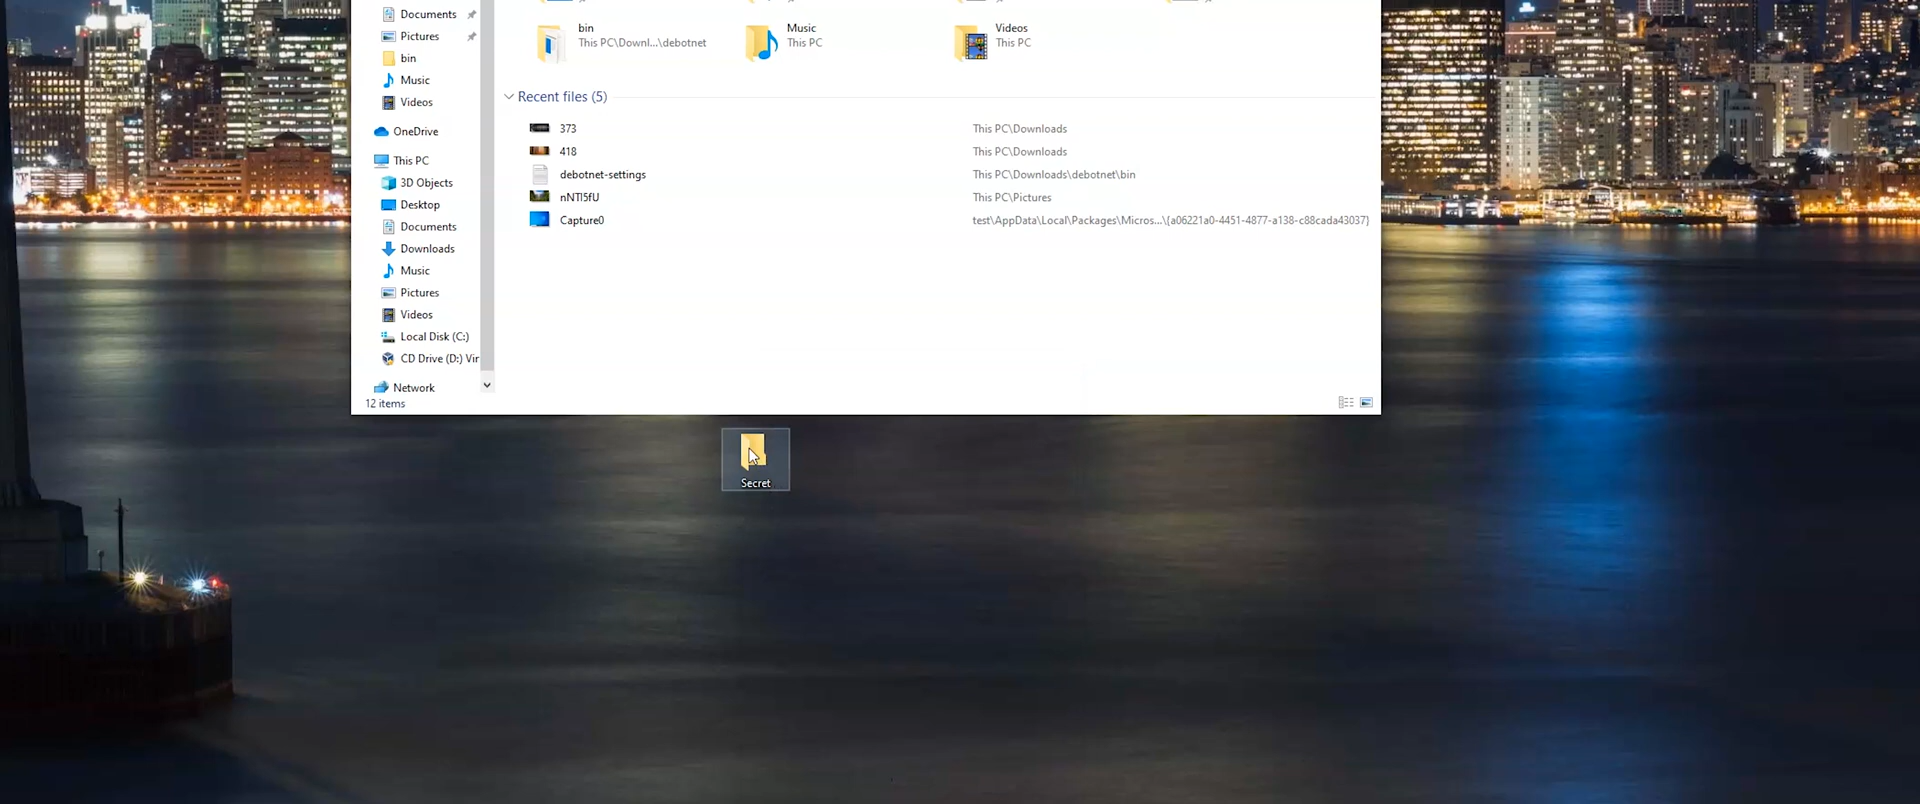 Documents
Pictures
bin
Music
Videos
OneDrive
This PC
3D Objects
Desktop
Documents
Downloads
Music
Pictures
Videos
Local Disk (C:)
CD Drive (D:) Vir
Network
12 items
bin
This PC\Downl...\debotnet
Music
This PC
Videos
This PC
Recent files (5)
373 This PC\Downloads
418 This PC\Downloads
debotnet-settings This PC\Downloads\debotnet\bin
This PC\Pictures
Capture0 test\AppData\Local\Packages\Micros...\{a06221a0-4451-4877-a138-c88cada43037}
Secret